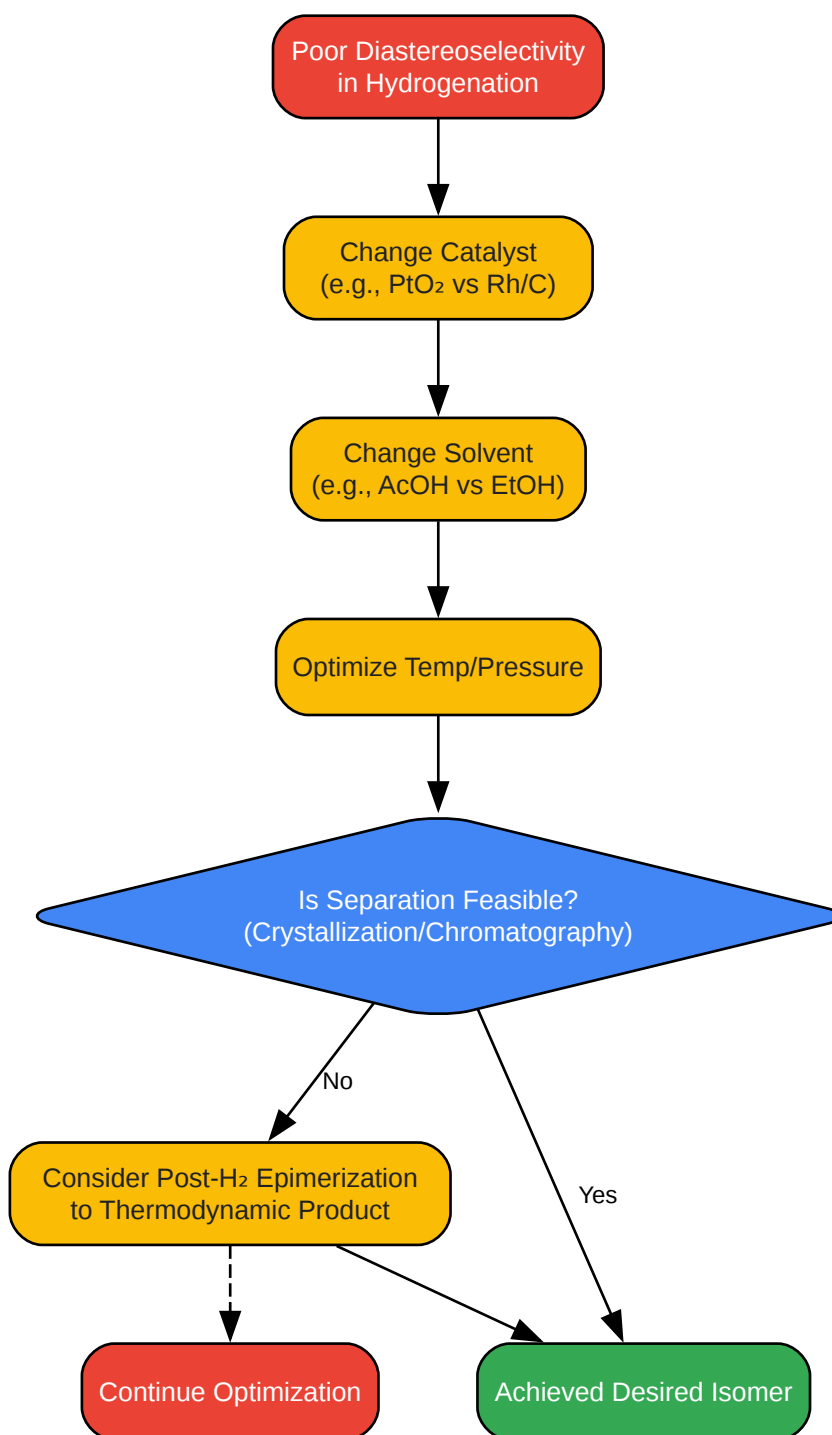 Poor Diastereoselectivity
in Hydrogenation
Change Catalyst
(e.g., PtO₂ vs Rh/C)
Change Solvent
(e.g., AcOH vs EtOH)
Optimize Temp/Pressure
Is Separation Feasible?
(Crystallization/Chromatography)
No
Yes
Consider Post-H₂ Epimerization
to Thermodynamic Product
Continue Optimization
Achieved Desired Isomer